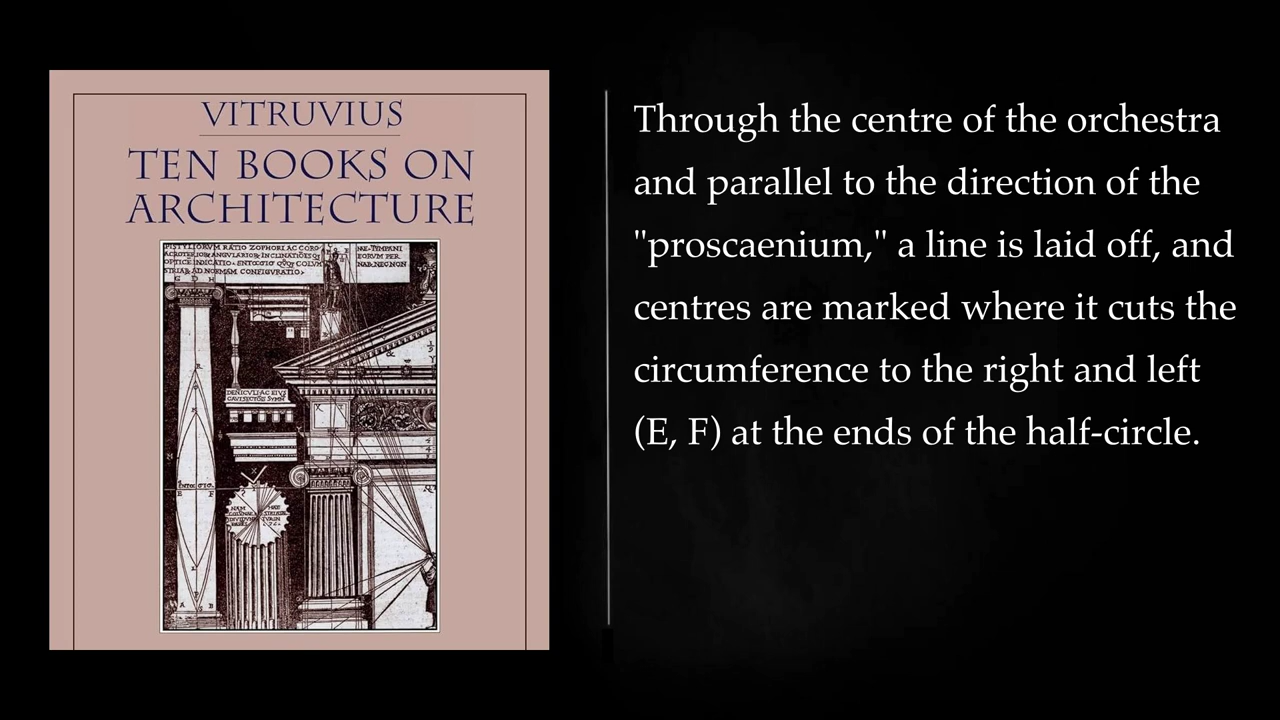 VITRUVIUS
TEN BOOKS ON
ARCHITECTURE
Through the centre of the orchestra
and parallel to the direction of the
"proscaenium," a line is laid off, and
centres are marked where it cuts the
circumference to the right and left
(E, F) at the ends of the half-circle.